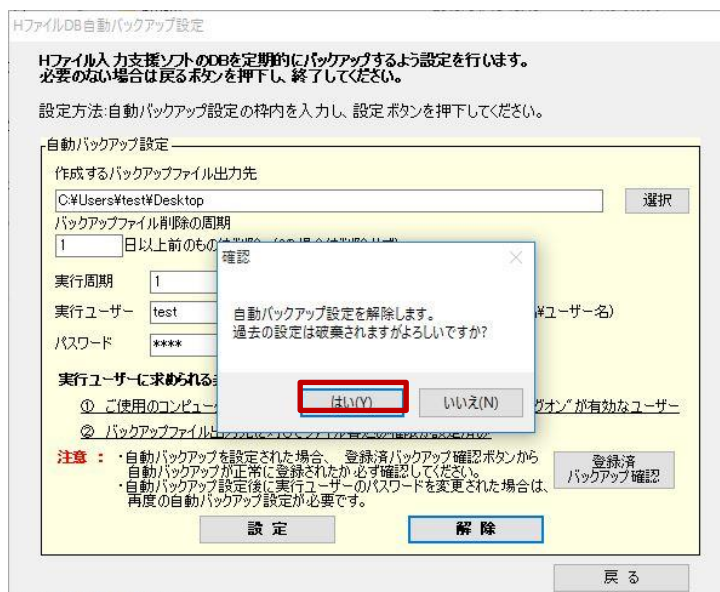 HファイルDB自動バックアップ設定
Hファイル入力支援ソフトのDBを定期的にバックアップするよう設定を行います。
必要のない場合は戻るボタンを押下し、終了してください。
設定方法:自動バックアップ設定の枠内を入力し、設定ボタンを押下してください。
自動バックアップ設定
作成するバックアップファイル出力先
C:¥Users¥test¥Desktop
選択
バックアップファイル削除の周期
1 日以上前のもの
確認
実行周期 1
自動バックアップ設定を解除します。
過去の設定は破棄されますがよろしいですか?
実行ユーザー test
¥ユーザー名)
パスワード ****
はい(Y) いいえ(N)
実行ユーザーに求められる
① ご使用のコンピュー
グオン"が有効なユーザー
② バックアップファイル出
注意 : ・自動バックアップを設定された場合、 登録済バックアップ確認ボタンから
自動バックアップが正常に登録されたか必ず確認してください。
・自動バックアップ設定後に実行ユーザーのパスワードを変更された場合は、
再度の自動バックアップ設定が必要です。
登録済
バックアップ確認
設 定 解 除
戻 る